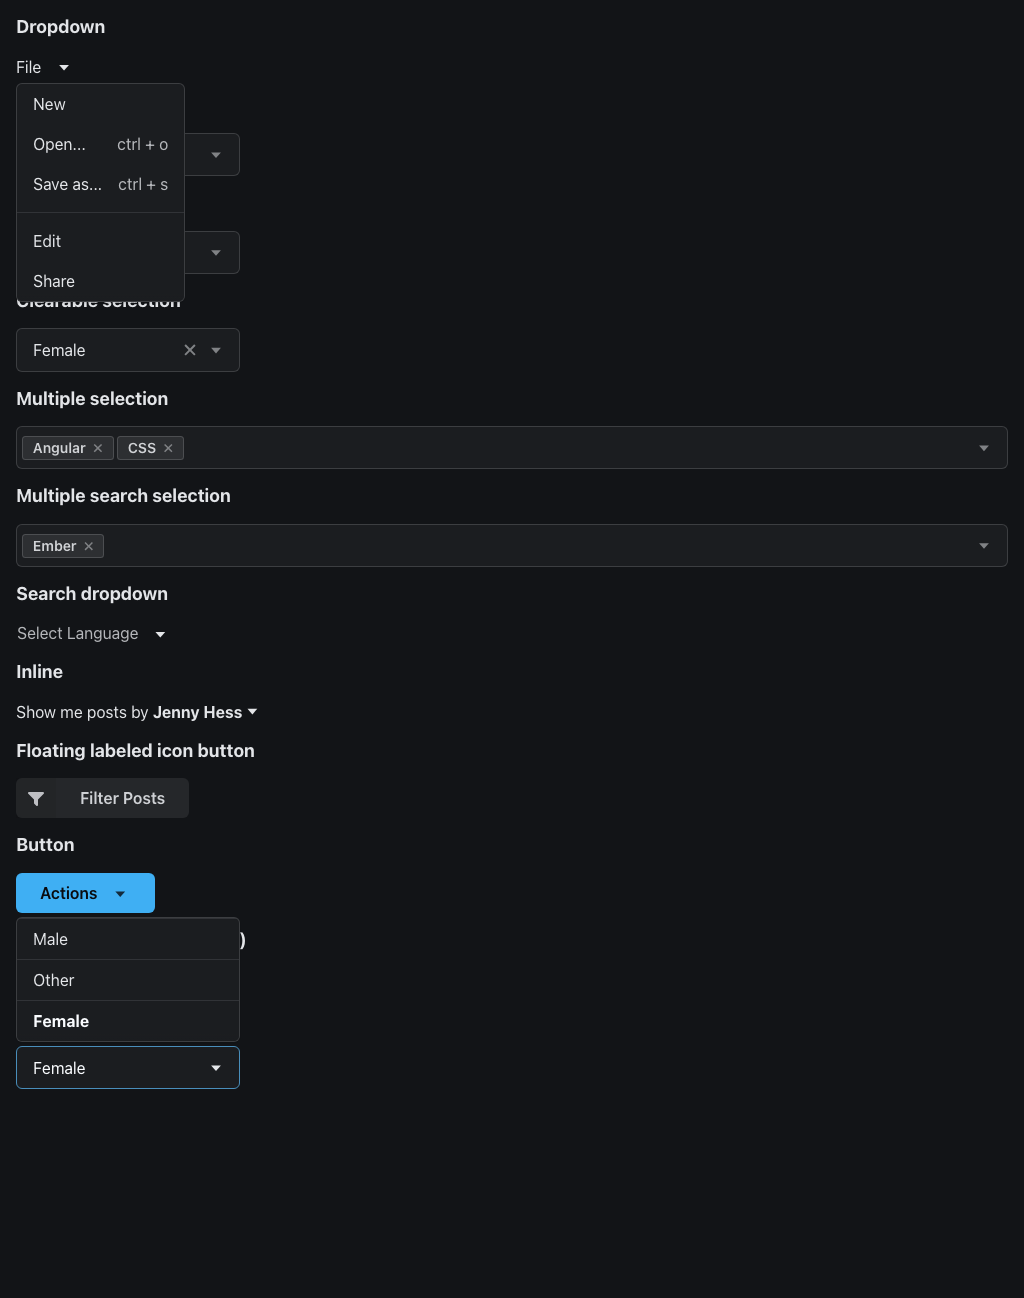 Dropdown
File
New
Open... ctrl + o
Save as... ctrl + s
Edit
Share
Clearable selection
Female
Multiple selection
Angular CSS
Multiple search selection
Ember
Search dropdown
Select Language
Inline
Show me posts by Jenny Hess
Floating labeled icon button
Filter Posts
Button
Actions
)
Male
Other
Female
Female